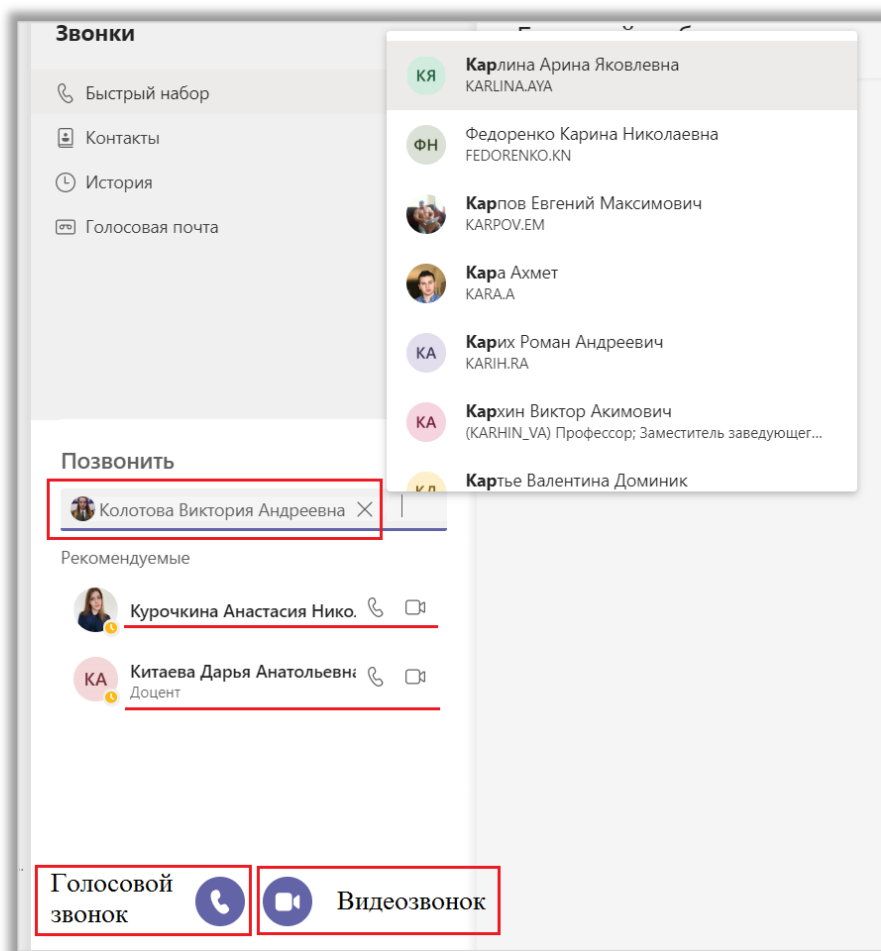 Звонки
Быстрый набор
Контакты
История
Голосовая почта
КЯ
Карлина Арина Яковлевна
KARLINA.AYA
ФН
Федоренко Карина Николаевна
FEDORENKO.KN
Карпов Евгений Максимович
KARPOV.EM
Кара Ахмет
KARA.A
КА
Карих Роман Андреевич
KARIH.RA
КА
Кархин Виктор Акимович
(KARHIN_VA) Профессор; Заместитель заведующег...
КД
Картье Валентина Доминик
Позвонить
Колотова Виктория Андреевна
Рекомендуемые
Курочкина Анастасия Нико.
КА
Китаева Дарья Анатольевна
Доцент
Голосовой
звонок
Видеозвонок